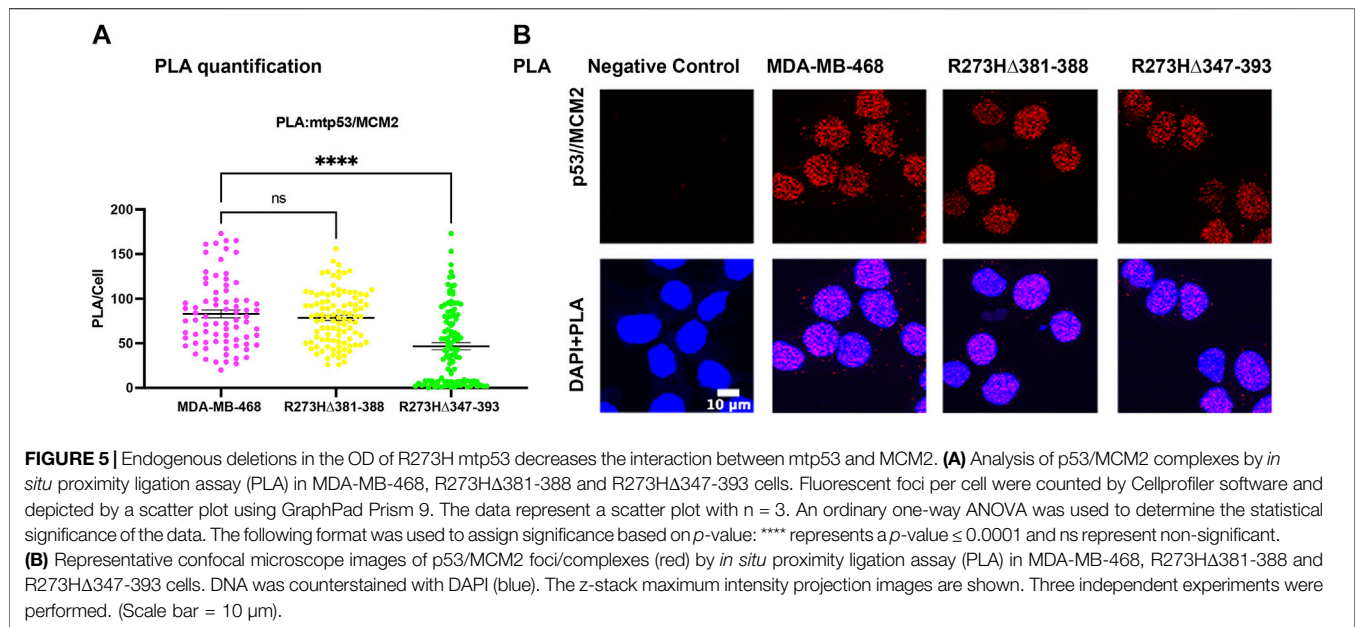 A
PLA quantification
PLA:mtp53/MCM2
****
ns
200
150
100
50
0
PLA/Cell
MDA-MB-468 R273HΔ381-388 R273HΔ347-393
B
PLA Negative Control MDA-MB-468 R273HΔ381-388 R273HΔ347-393
p53//MCM2
DAPI+PLA
10 µm
FIGURE 5 | Endogenous deletions in the OD of R273H mtp53 decreases the interaction between mtp53 and MCM2. (A) Analysis of p53/MCM2 complexes by in
situ proximity ligation assay (PLA) in MDA-MB-468, R273HΔ381-388 and R273HΔ347-393 cells. Fluorescent foci per cell were counted by Cellprofiler software and
depicted by a scatter plot using GraphPad Prism 9. The data represent a scatter plot with n = 3. An ordinary one-way ANOVA was used to determine the statistical
significance of the data. The following format was used to assign significance based on p-value: **** represents a p-value ≤ 0.0001 and ns represent non-significant.
(B) Representative confocal microscope images of p53/MCM2 foci/complexes (red) by in situ proximity ligation assay (PLA) in MDA-MB-468, R273HΔ381-388 and
R273HΔ347-393 cells. DNA was counterstained with DAPI (blue). The z-stack maximum intensity projection images are shown. Three independent experiments were
performed. (Scale bar = 10 µm).